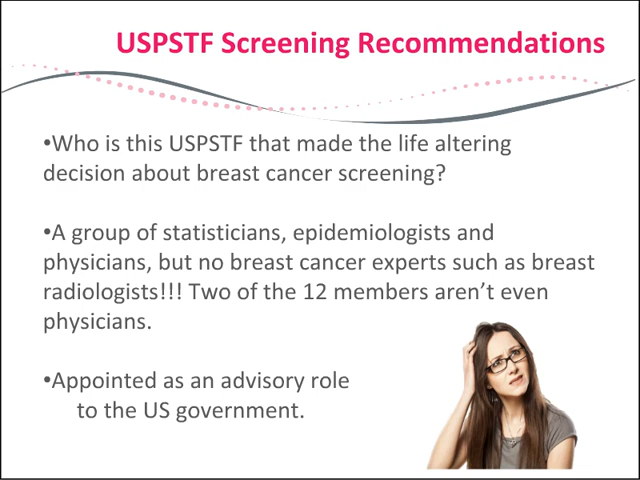 USPSTF Screening Recommendations
•Who is this USPSTF that made the life altering
decision about breast cancer screening?
•A group of statisticians, epidemiologists and
physicians, but no breast cancer experts such as breast
radiologists!!! Two of the 12 members aren’t even
physicians.
•Appointed as an advisory role
to the US government.